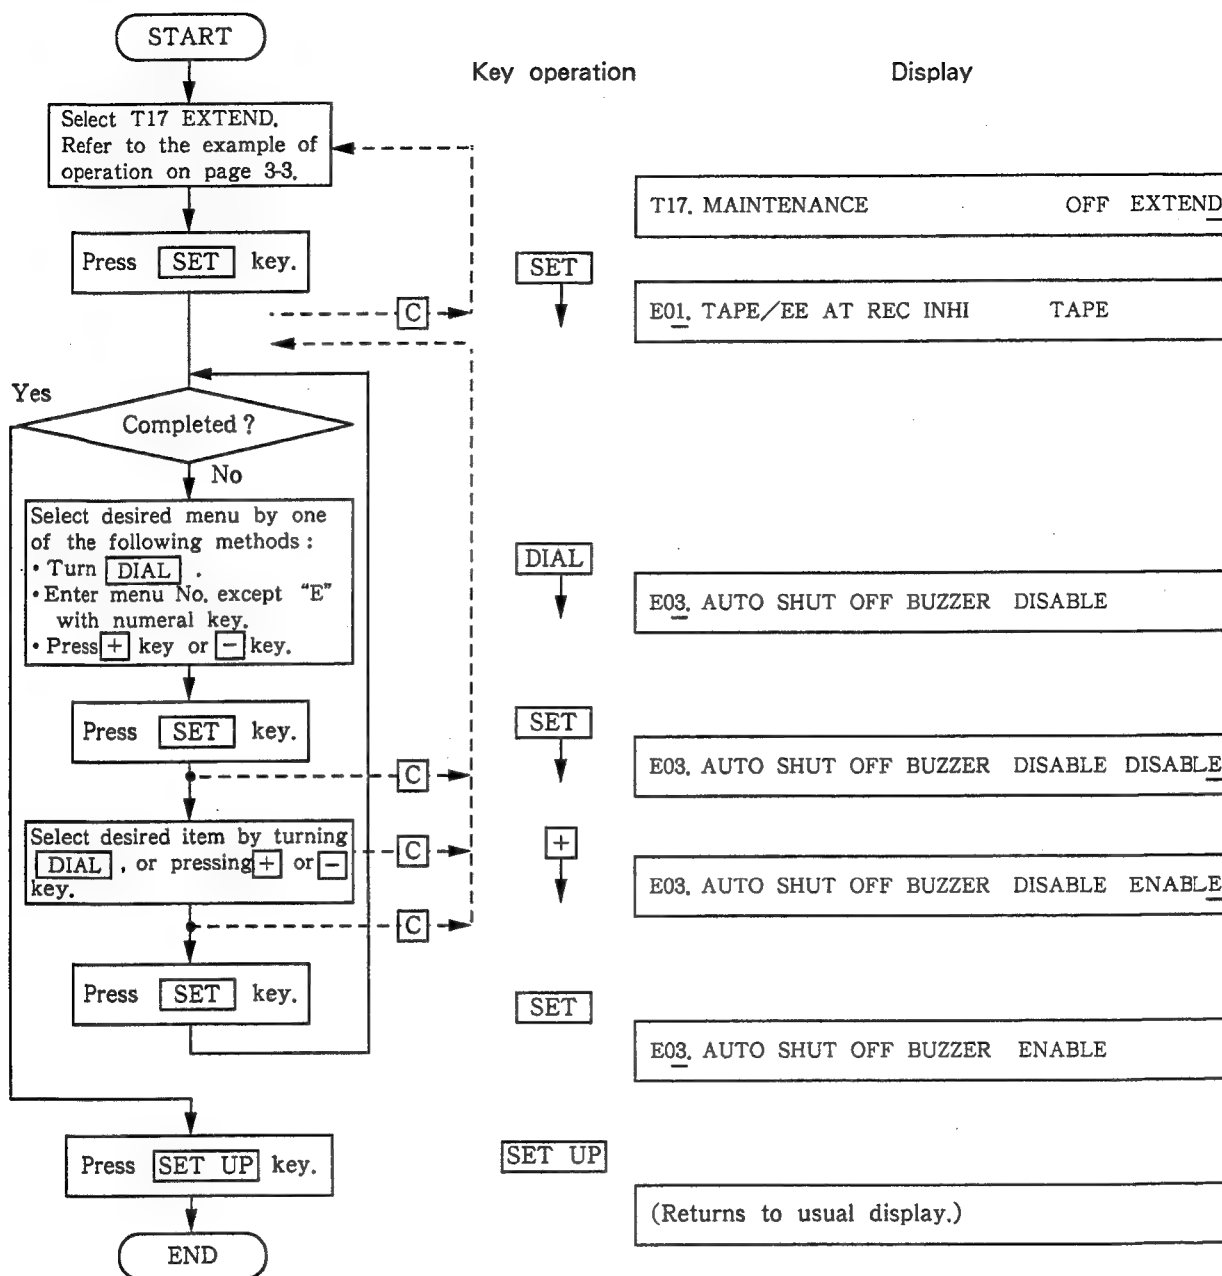 START
Key operation
Display
Select T17 EXTEND.
Refer to the example of
operation on page 3-3.
T17. MAINTENANCE OFF EXTEND
Press SET key.
SET
C
E01. TAPE/EE AT REC INHI TAPE
Yes
Completed ?
No
Select desired menu by one
of the following methods :
• Turn DIAL .
• Enter menu No. except “E”
with numeral key.
• Press + key or − key.
DIAL
E03. AUTO SHUT OFF BUZZER DISABLE
Press SET key.
SET
C
E03. AUTO SHUT OFF BUZZER DISABLE DISABLE
Select desired item by turning
DIAL , or pressing + or −
key.
C
+
E03. AUTO SHUT OFF BUZZER DISABLE ENABLE
C
Press SET key.
SET
E03. AUTO SHUT OFF BUZZER ENABLE
Press SET UP key.
SET UP
(Returns to usual display.)
END